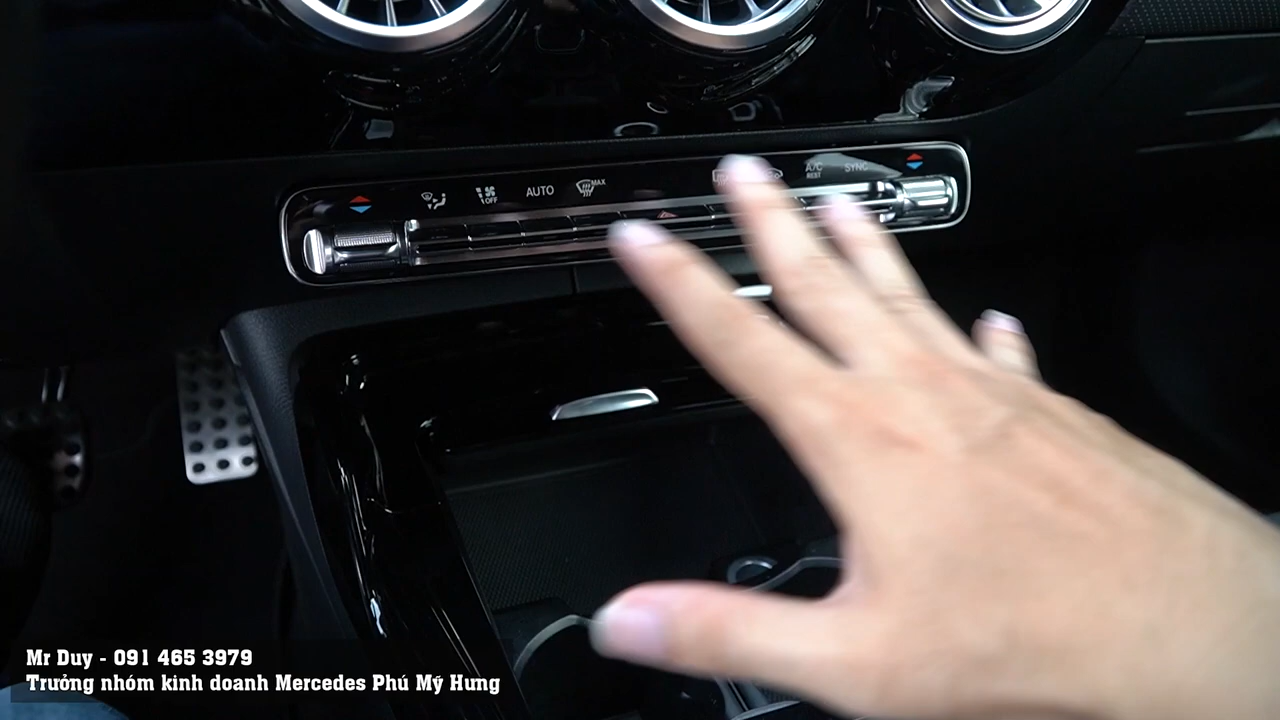 OFF AUTO MAX A/C REST SYNC
Mr Duy - 091 465 3979
Trưởng nhóm kinh doanh Mercedes Phú Mỹ Hưng